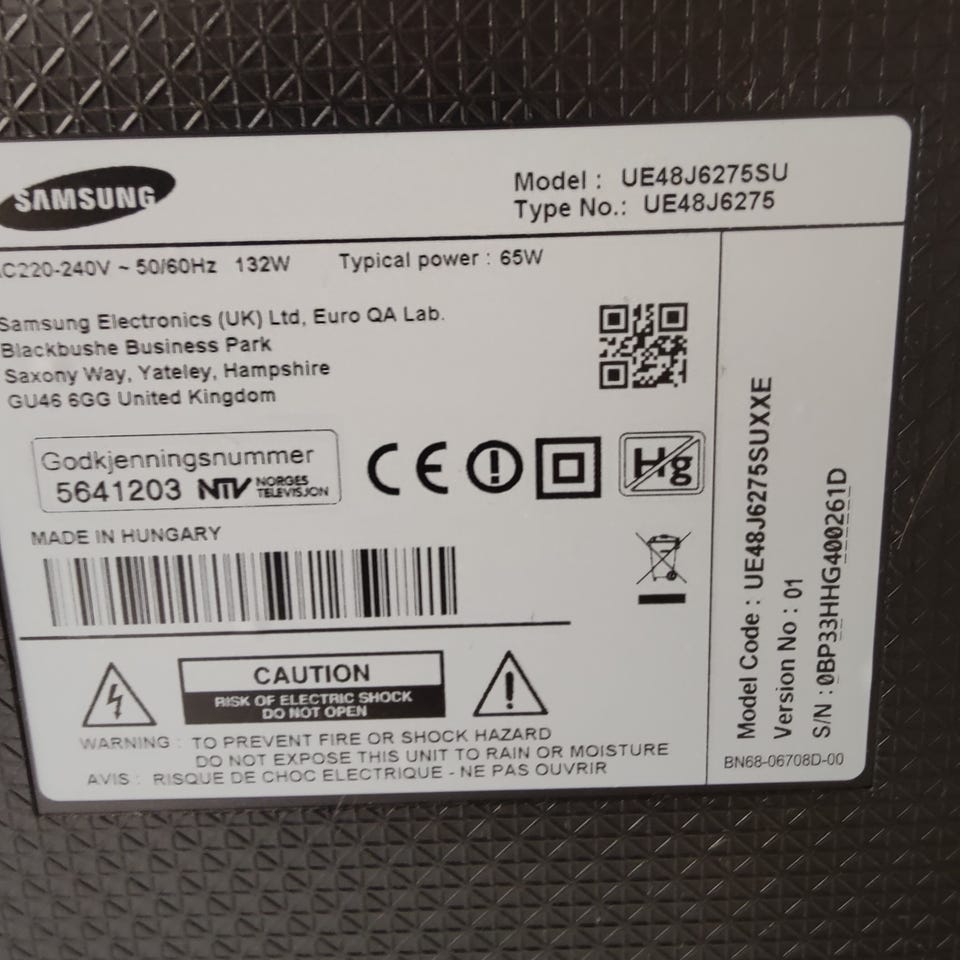 SAMSUNG
Model : UE48J6275SU
Type No.: UE48J6275
AC220-240V ~ 50/60Hz 132W Typical power : 65W
Samsung Electronics (UK) Ltd, Euro QA Lab.
Blackbushe Business Park
Saxony Way, Yateley, Hampshire
GU46 6GG United Kingdom
Godkjenningsnummer
5641203 NTV NORGES TELEVISJON
CE
Hg
MADE IN HUNGARY
CAUTION
RISK OF ELECTRIC SHOCK
DO NOT OPEN
WARNING : TO PREVENT FIRE OR SHOCK HAZARD
DO NOT EXPOSE THIS UNIT TO RAIN OR MOISTURE
AVIS : RISQUE DE CHOC ELECTRIQUE - NE PAS OUVRIR
Model Code : UE48J6275SUXXE
Version No : 01
S/N : 0BP33HHG400261D
BN68-06708D-00